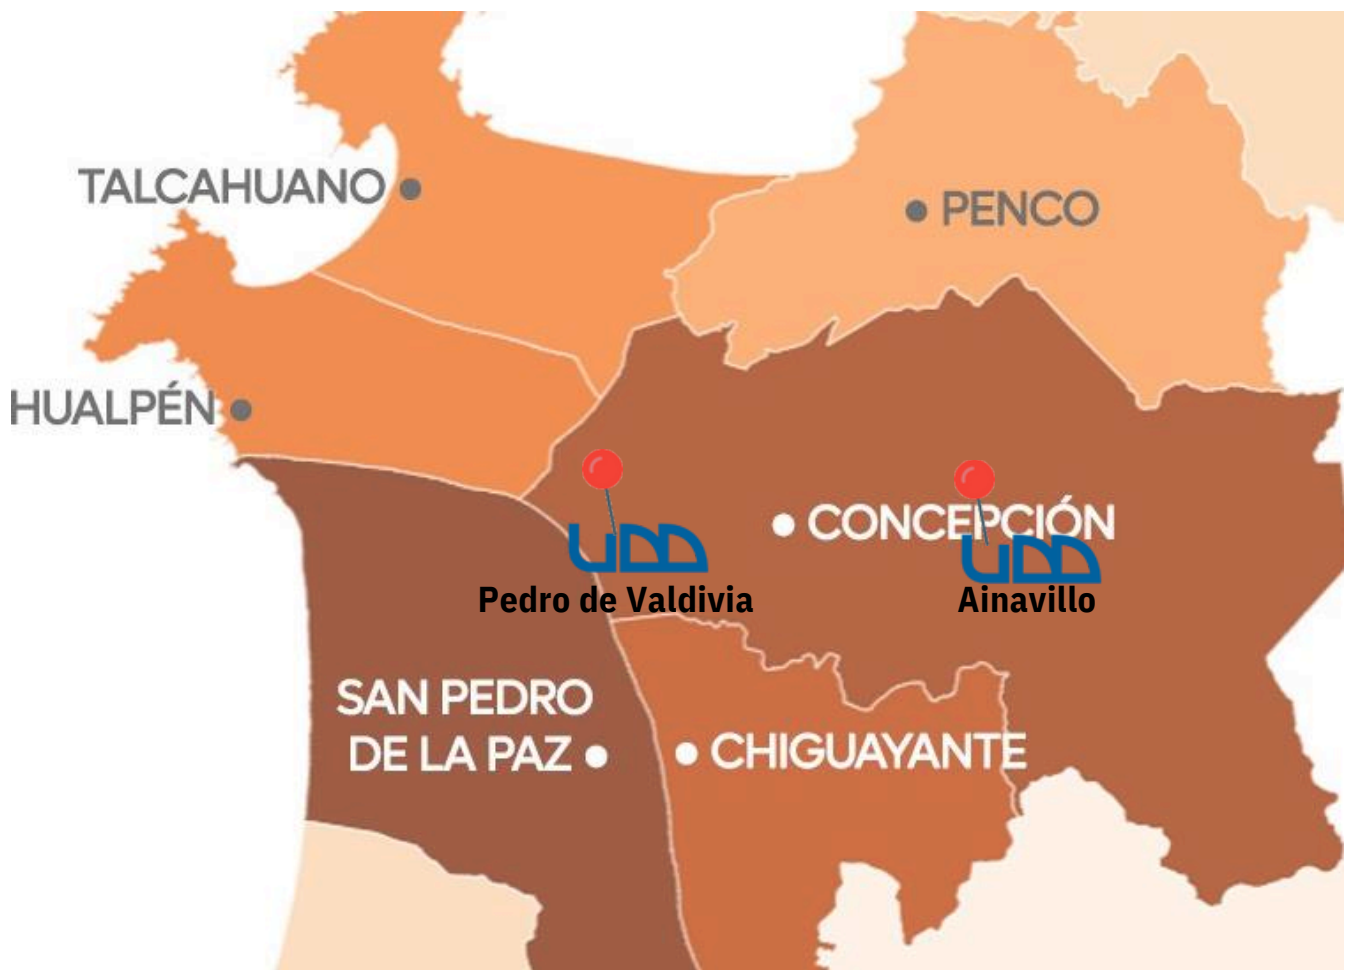 TALCAHUANO
PENCO
HUALPÉN
CONCEPCIÓN
UDD
UDD
Pedro de Valdivia
Ainavillo
SAN PEDRO
DE LA PAZ
CHIGUAYANTE